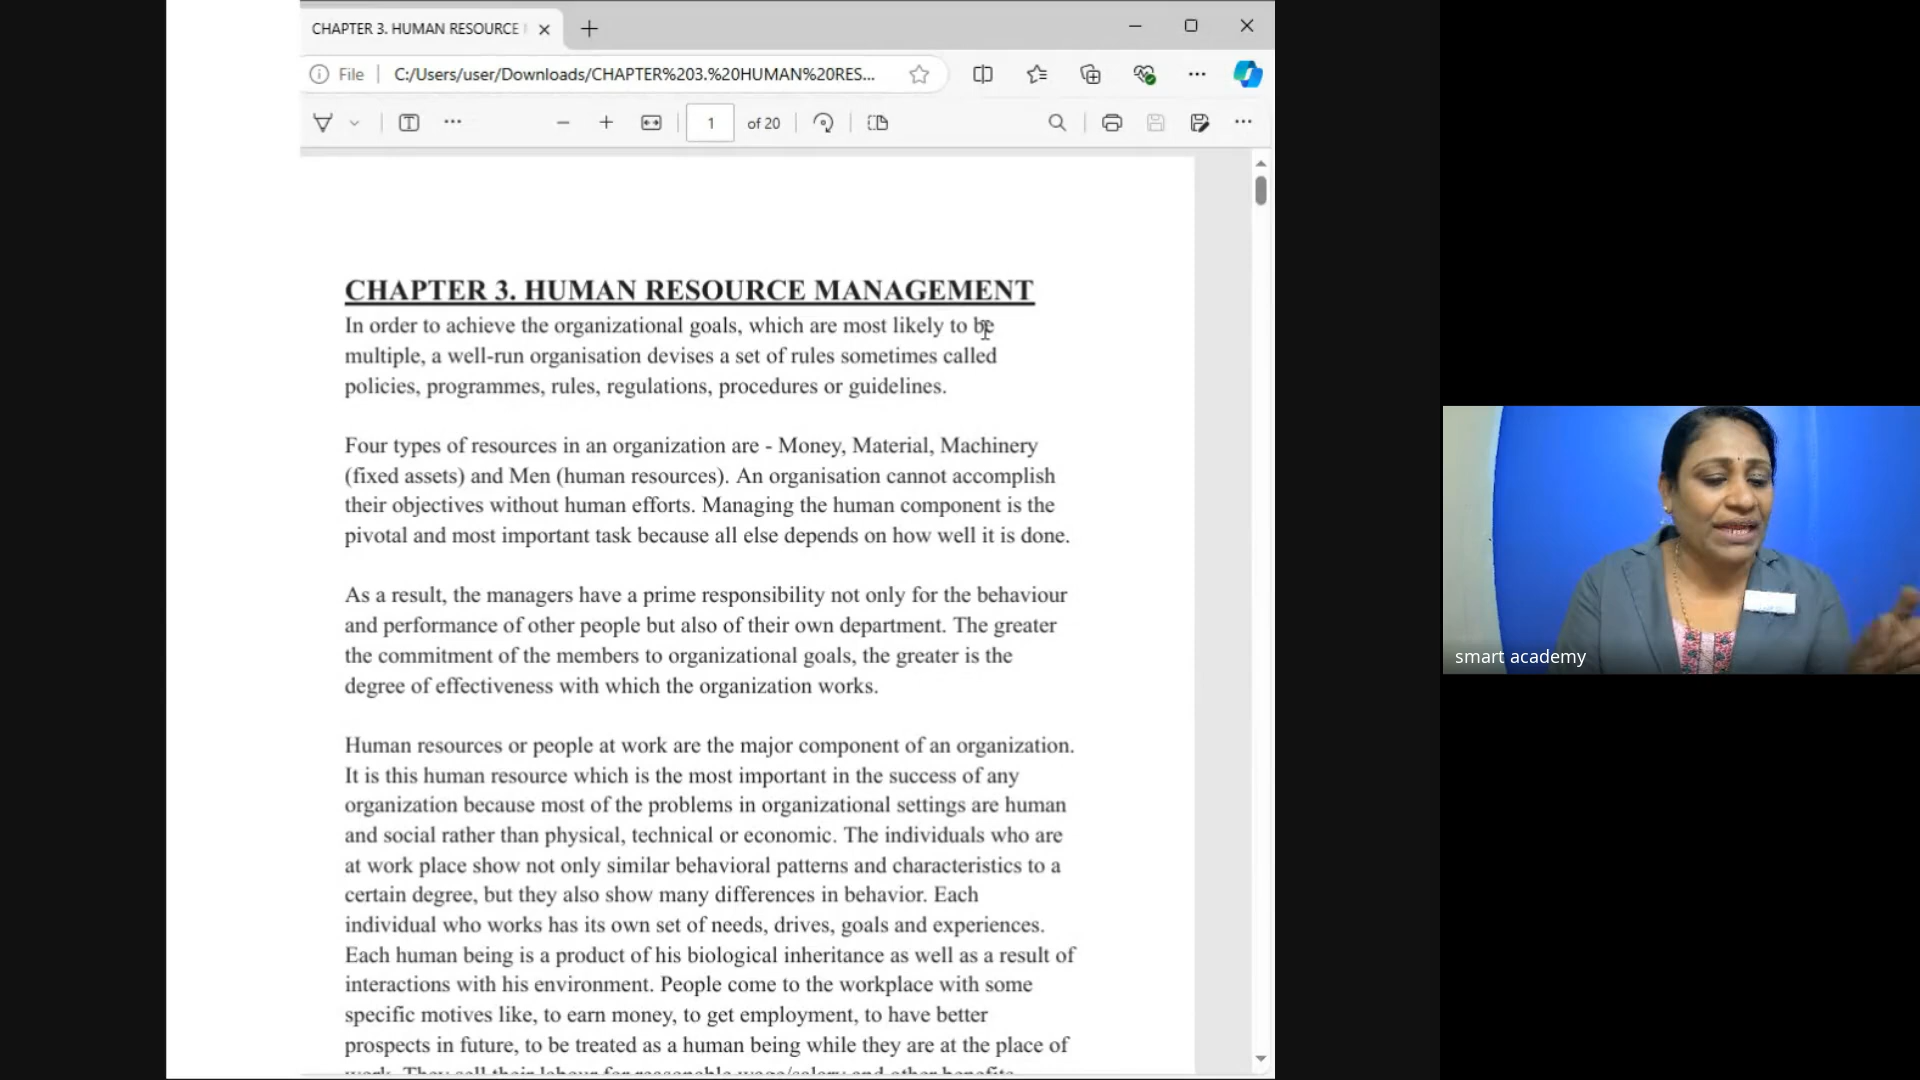 CHAPTER 3. HUMAN RESOURCE
File
C:/Users/user/Downloads/CHAPTER%203.%20HUMAN%20RES...
1 of 20
CHAPTER 3. HUMAN RESOURCE MANAGEMENT
In order to achieve the organizational goals, which are most likely to be
multiple, a well-run organisation devises a set of rules sometimes called
policies, programmes, rules, regulations, procedures or guidelines.
Four types of resources in an organization are - Money, Material, Machinery
(fixed assets) and Men (human resources). An organisation cannot accomplish
their objectives without human efforts. Managing the human component is the
pivotal and most important task because all else depends on how well it is done.
As a result, the managers have a prime responsibility not only for the behaviour
and performance of other people but also of their own department. The greater
the commitment of the members to organizational goals, the greater is the
degree of effectiveness with which the organization works.
Human resources or people at work are the major component of an organization.
It is this human resource which is the most important in the success of any
organization because most of the problems in organizational settings are human
and social rather than physical, technical or economic. The individuals who are
at work place show not only similar behavioral patterns and characteristics to a
certain degree, but they also show many differences in behavior. Each
individual who works has its own set of needs, drives, goals and experiences.
Each human being is a product of his biological inheritance as well as a result of
interactions with his environment. People come to the workplace with some
specific motives like, to earn money, to get employment, to have better
prospects in future, to be treated as a human being while they are at the place of
work. They sell their labour for reasonable wage/salary and other benefits.
smart academy